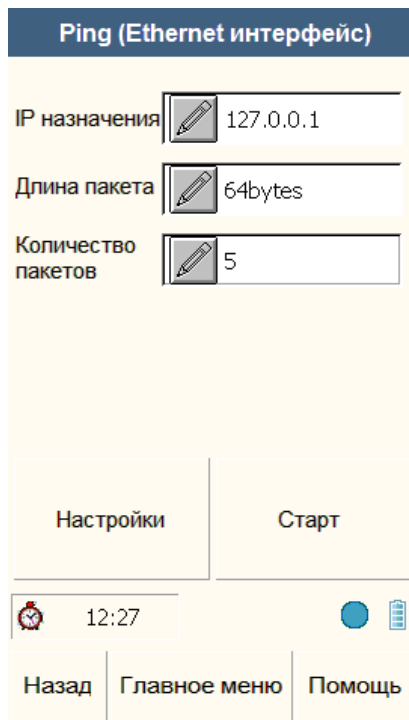 Ping (Ethernet интерфейс)
IP назначения 127.0.0.1
Длина пакета 64bytes
Количество
пакетов 5
Настройки Старт
12:27
Назад Главное меню Помощь